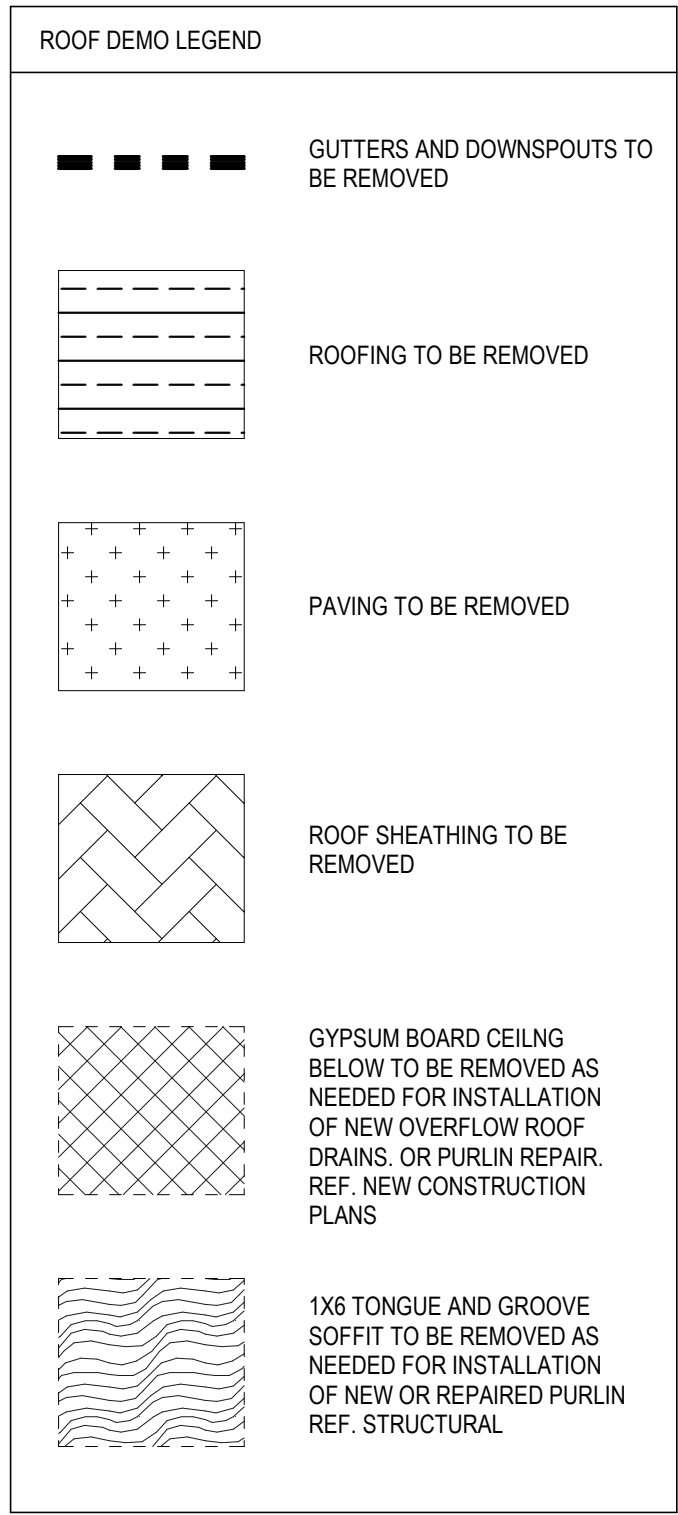 ROOF DEMO LEGEND
GUTTERS AND DOWNSPOUTS TO
BE REMOVED
ROOFING TO BE REMOVED
PAVING TO BE REMOVED
ROOF SHEATHING TO BE
REMOVED
GYPSUM BOARD CEILNG
BELOW TO BE REMOVED AS
NEEDED FOR INSTALLATION
OF NEW OVERFLOW ROOF
DRAINS. OR PURLIN REPAIR.
REF. NEW CONSTRUCTION
PLANS
1X6 TONGUE AND GROOVE
SOFFIT TO BE REMOVED AS
NEEDED FOR INSTALLATION
OF NEW OR REPAIRED PURLIN
REF. STRUCTURAL